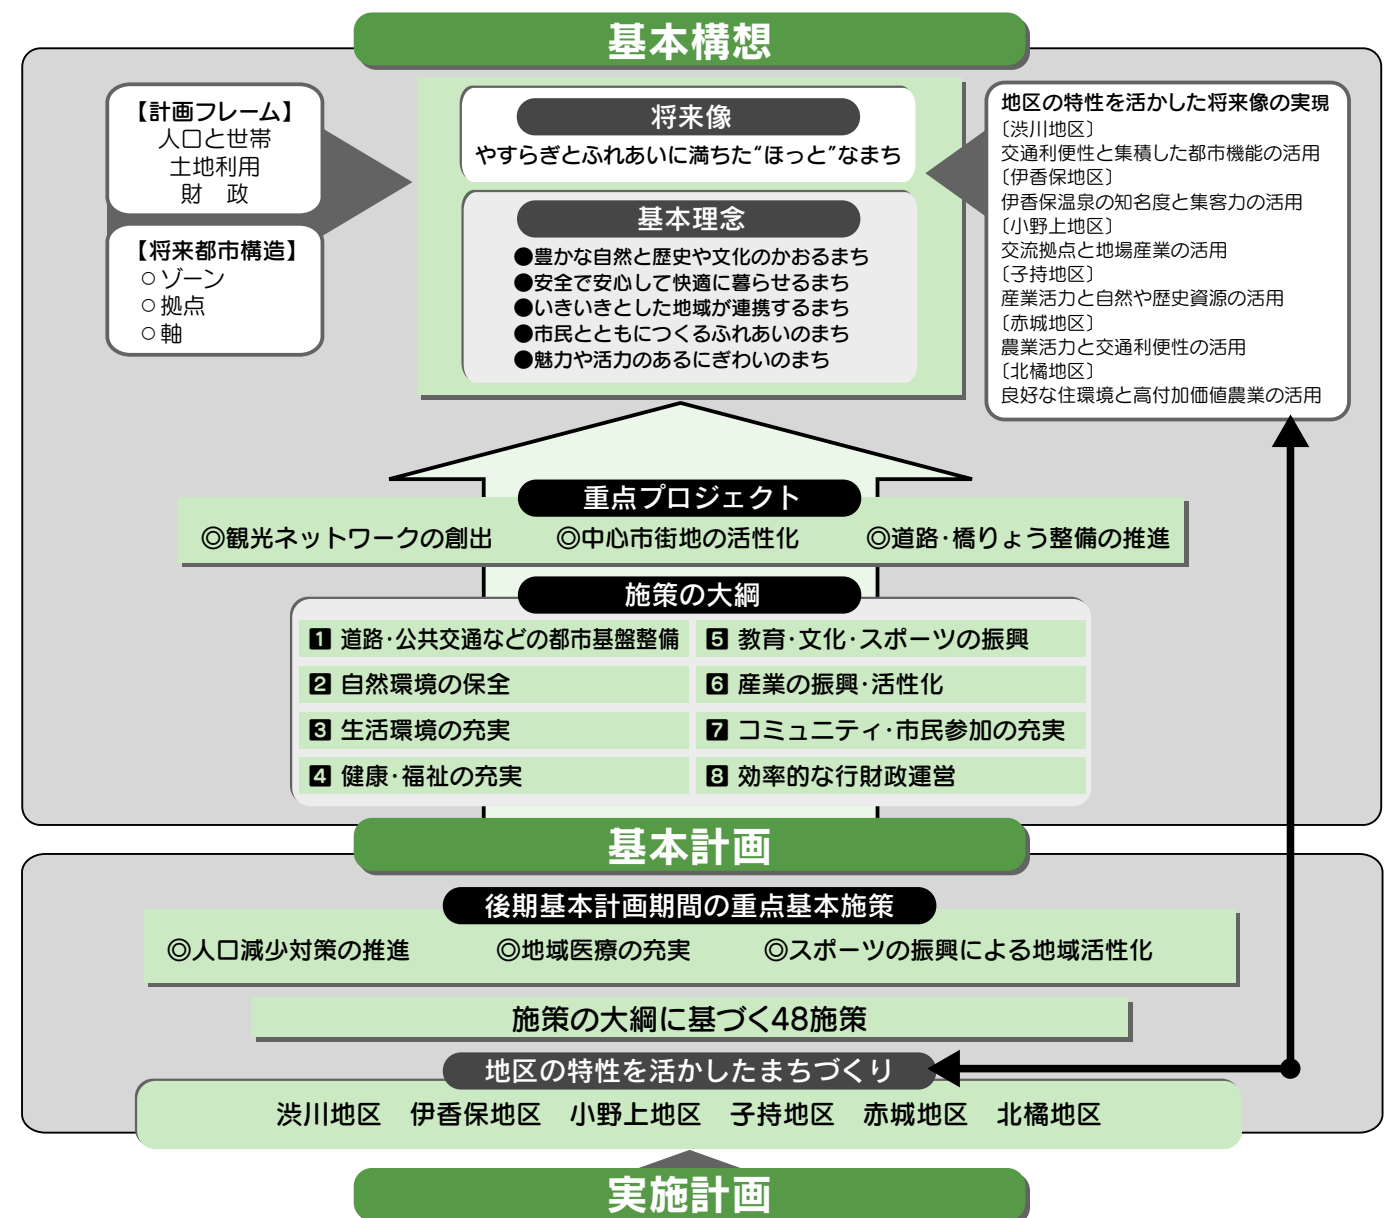 基本構想
【計画フレーム】
人口と世帯
土地利用
財　政
【将来都市構造】
○ゾーン
○拠点
○軸
将来像
やすらぎとふれあいに満ちた“ほっと”なまち
基本理念
●豊かな自然と歴史や文化のかおるまち
●安全で安心して快適に暮らせるまち
●いきいきとした地域が連携するまち
●市民とともにつくるふれあいのまち
●魅力や活力のあるにぎわいのまち
地区の特性を活かした将来像の実現
〔渋川地区〕
交通利便性と集積した都市機能の活用
〔伊香保地区〕
伊香保温泉の知名度と集客力の活用
〔小野上地区〕
交流拠点と地場産業の活用
〔子持地区〕
産業活力と自然や歴史資源の活用
〔赤城地区〕
農業活力と交通利便性の活用
〔北橘地区〕
良好な住環境と高付加価値農業の活用
重点プロジェクト
◎観光ネットワークの創出　◎中心市街地の活性化　◎道路･橋りょう整備の推進
施策の大綱
1 道路･公共交通などの都市基盤整備
2 自然環境の保全
3 生活環境の充実
4 健康･福祉の充実
5 教育･文化･スポーツの振興
6 産業の振興･活性化
7 コミュニティ･市民参加の充実
8 効率的な行財政運営
基本計画
後期基本計画期間の重点基本施策
◎人口減少対策の推進　◎地域医療の充実　◎スポーツの振興による地域活性化
施策の大綱に基づく48施策
地区の特性を活かしたまちづくり
渋川地区　伊香保地区　小野上地区　子持地区　赤城地区　北橘地区
実施計画